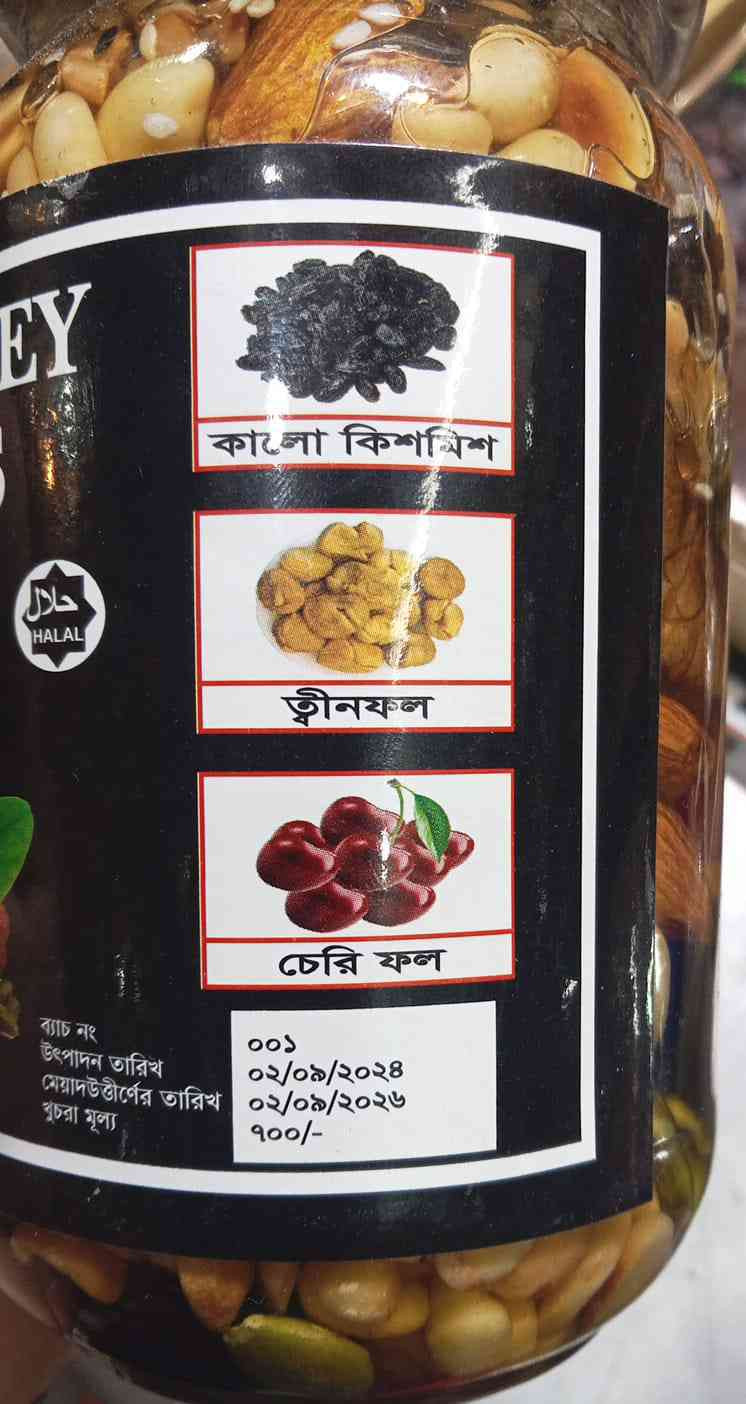 EY
S
কালো কিশমিশ
حلال
HALAL
ত্বীনফল
চেরি ফল
ব্যাচ নং ০০১
উৎপাদন তারিখ ০২/০৯/২০২৪
মেয়াদউত্তীর্ণের তারিখ ০২/০৯/২০২৬
খুচরা মূল্য ৭০০/-